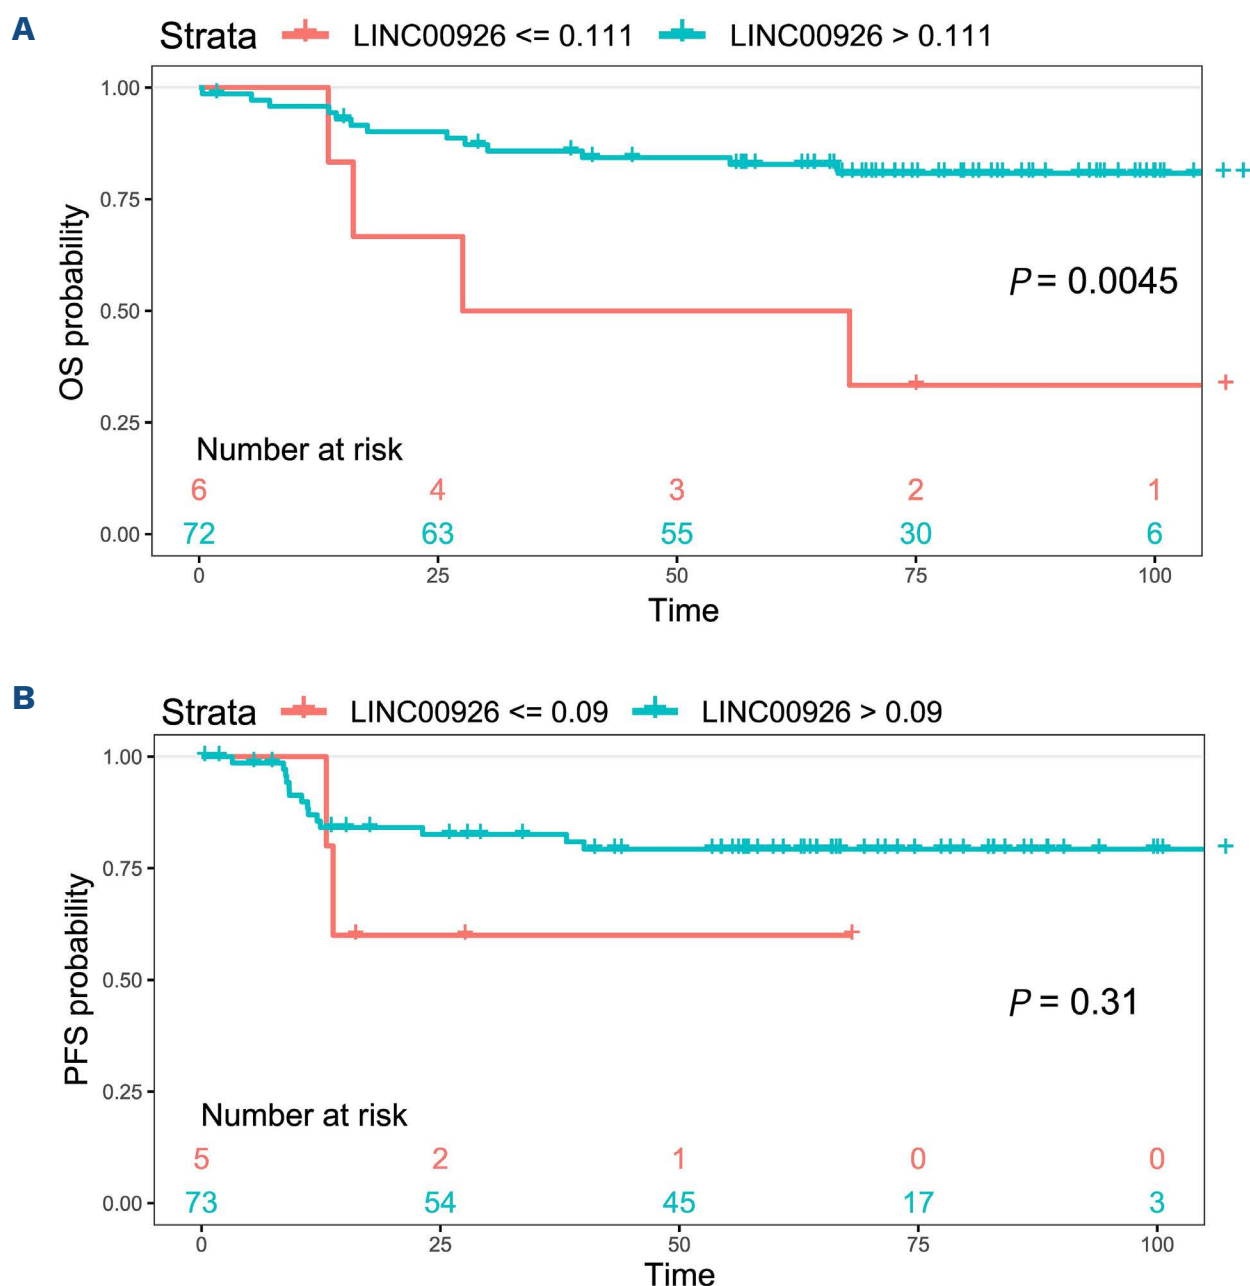 A
Strata LINC00926 <= 0.111 LINC00926 > 0.111
1.00
0.75
0.50
0.25
0.00
OS probability
P = 0.0045
Number at risk
6 4 3 2 1
72 63 55 30 6
0 25 50 75 100
Time
B
Strata LINC00926 <= 0.09 LINC00926 > 0.09
1.00
0.75
0.50
0.25
0.00
PFS probability
P = 0.31
Number at risk
5 2 1 0 0
73 54 45 17 3
0 25 50 75 100
Time